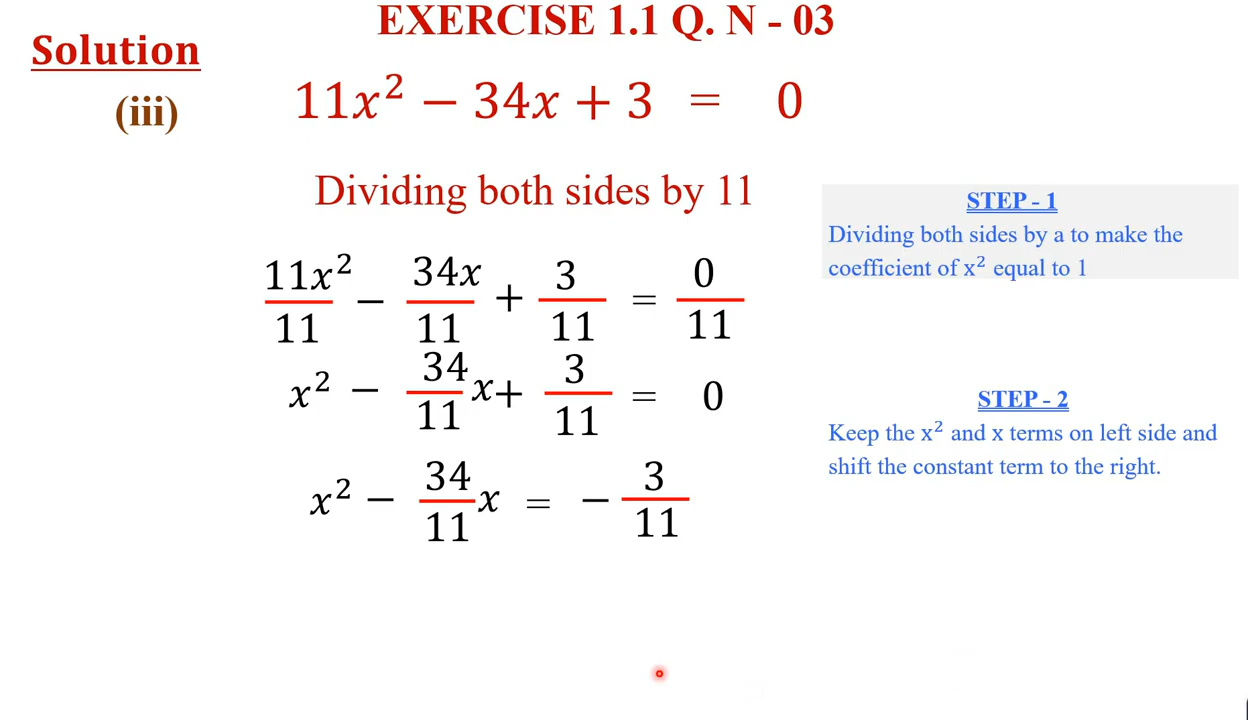 EXERCISE 1.1 Q. N - 03
Solution
(iii)
11x² − 34x + 3 = 0
Dividing both sides by 11
11x²/11 − 34x/11 + 3/11 = 0/11
x² − 34/11 x + 3/11 = 0
x² − 34/11 x = − 3/11
STEP - 1
Dividing both sides by a to make the
coefficient of x² equal to 1
STEP - 2
Keep the x² and x terms on left side and
shift the constant term to the right.